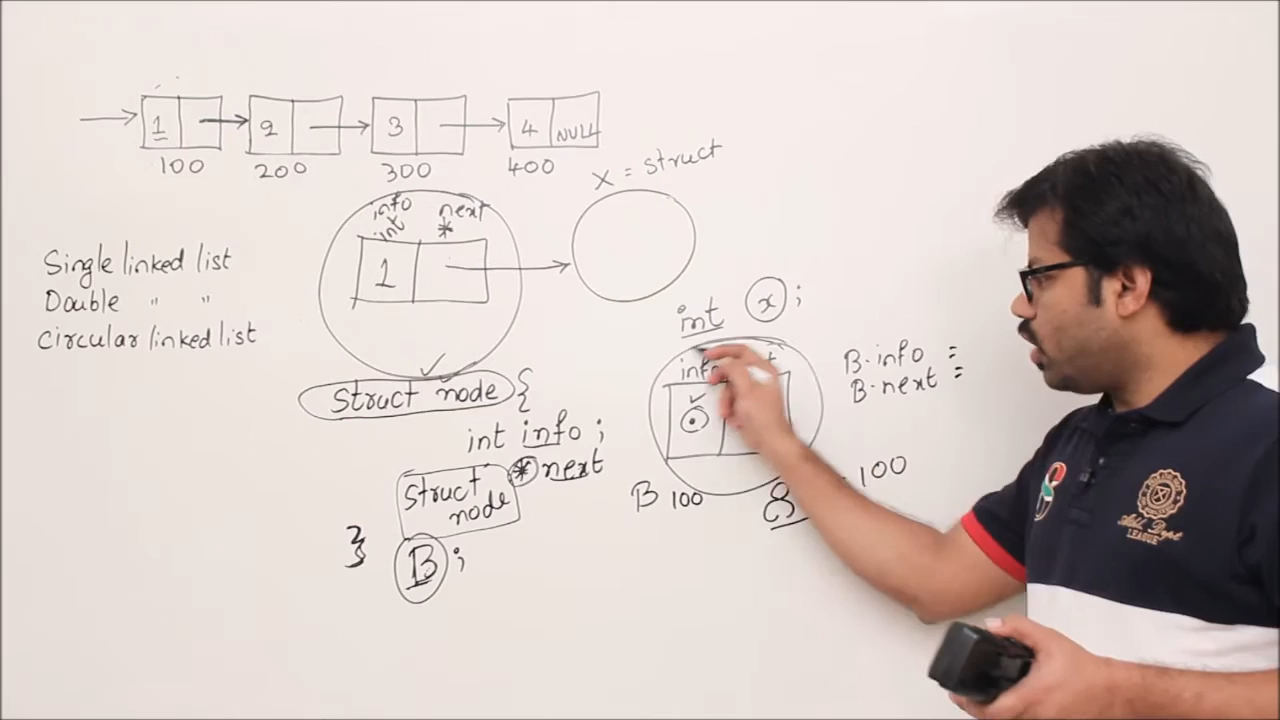 1 2 3 4 NULL
100 200 300 400
x = struct
info next
int *
1
Single linked list
Double " "
Circular linked list
int x;
info
B.info =
B.next =
struct node {
int info;
struct node *next
} B;
B 100
& 100
LEAGUE